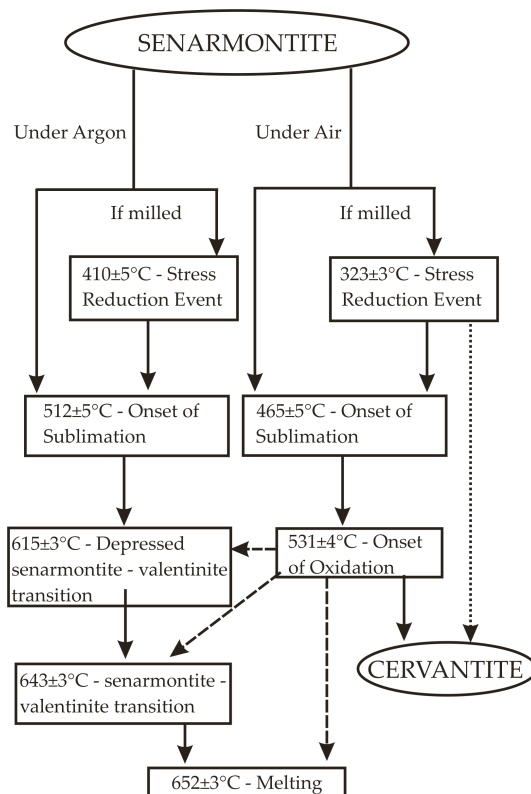 SENARMONTITE
Under Argon
Under Air
If milled
If milled
410±5°C - Stress
Reduction Event
323±3°C - Stress
Reduction Event
512±5°C - Onset of
Sublimation
465±5°C - Onset of
Sublimation
615±3°C - Depressed
senarmontite - valentinite
transition
531±4°C - Onset
of Oxidation
CERVANTITE
643±3°C - senarmontite -
valentinite transition
652±3°C - Melting